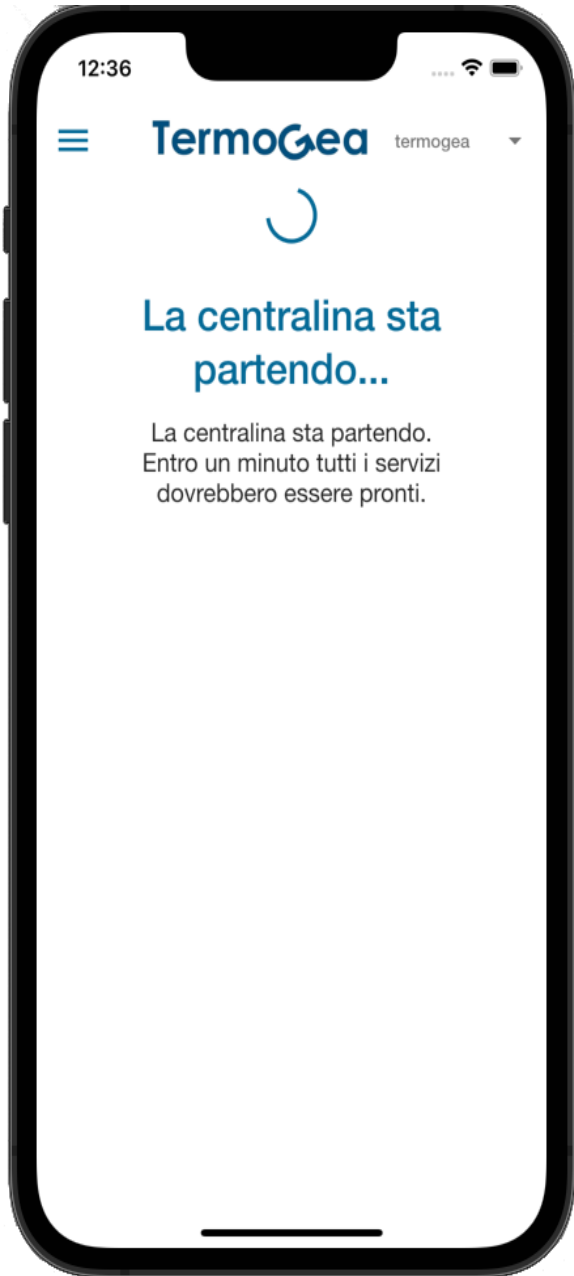 12:36
TermoGea termogea
La centralina sta
partendo...
La centralina sta partendo.
Entro un minuto tutti i servizi
dovrebbero essere pronti.